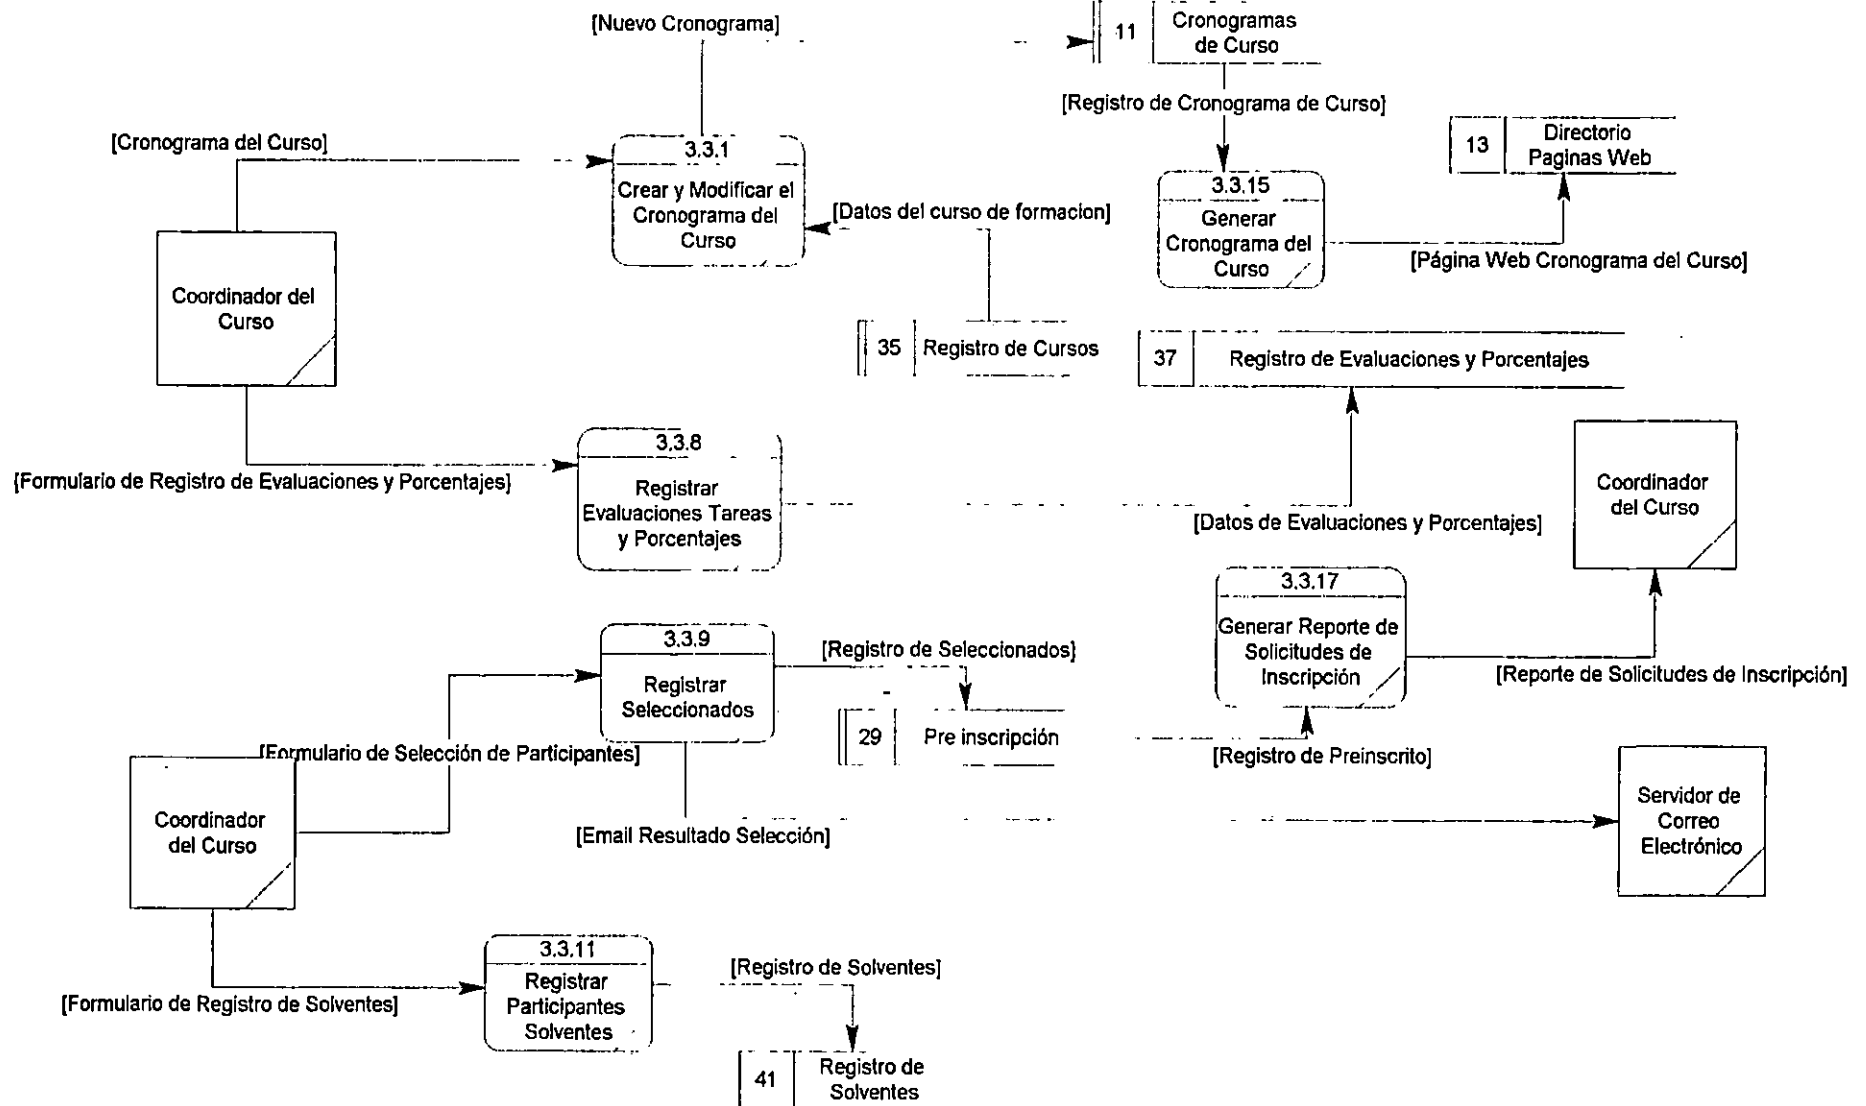 [Nuevo Cronograma]
11
Cronogramas
de Curso
[Registro de Cronograma de Curso]
[Cronograma del Curso]
3.3.1
Crear y Modificar el
Cronograma del
Curso
[Datos del curso de formacion]
13
Directorio
Paginas Web
3.3.15
Generar
Cronograma del
Curso
[Página Web Cronograma del Curso]
Coordinador del
Curso
35
Registro de Cursos
37
Registro de Evaluaciones y Porcentajes
[Formulario de Registro de Evaluaciones y Porcentajes]
3.3.8
Registrar
Evaluaciones Tareas
y Porcentajes
[Datos de Evaluaciones y Porcentajes]
Coordinador
del Curso
3.3.17
Generar Reporte de
Solicitudes de
Inscripción
[Reporte de Solicitudes de Inscripción]
3.3.9
Registrar
Seleccionados
[Registro de Seleccionados]
29
Pre inscripción
[Registro de Preinscrito]
[Formulario de Selección de Participantes]
Coordinador
del Curso
[Email Resultado Selección]
Servidor de
Correo
Electrónico
3.3.11
Registrar
Participantes
Solventes
[Formulario de Registro de Solventes]
[Registro de Solventes]
41
Registro de
Solventes